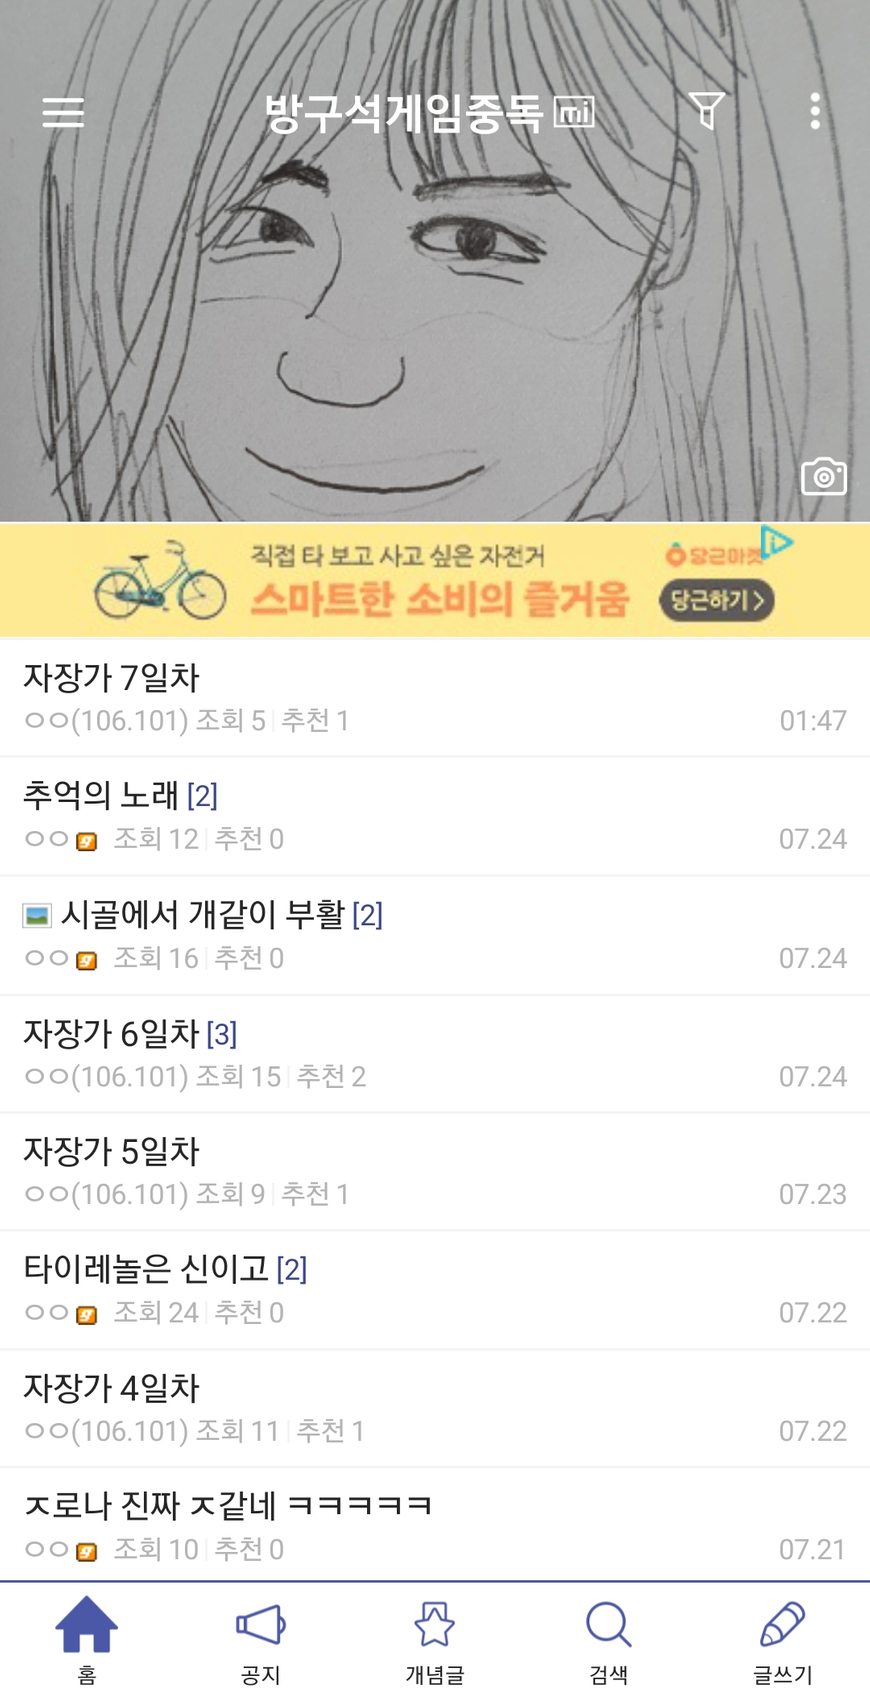 방구석게임중독 mi
직접 타 보고 사고 싶은 자전거
당근마켓
스마트한 소비의 즐거움
당근하기 >
자장가 7일차
ㅇㅇ(106.101) 조회 5 추천 1 01:47
추억의 노래 [2]
ㅇㅇ g 조회 12 추천 0 07.24
시골에서 개같이 부활 [2]
ㅇㅇ g 조회 16 추천 0 07.24
자장가 6일차 [3]
ㅇㅇ(106.101) 조회 15 추천 2 07.24
자장가 5일차
ㅇㅇ(106.101) 조회 9 추천 1 07.23
타이레놀은 신이고 [2]
ㅇㅇ g 조회 24 추천 0 07.22
자장가 4일차
ㅇㅇ(106.101) 조회 11 추천 1 07.22
ㅈ로나 진짜 ㅈ같네 ㅋㅋㅋㅋㅋ
ㅇㅇ g 조회 10 추천 0 07.21
홈 공지 개념글 검색 글쓰기